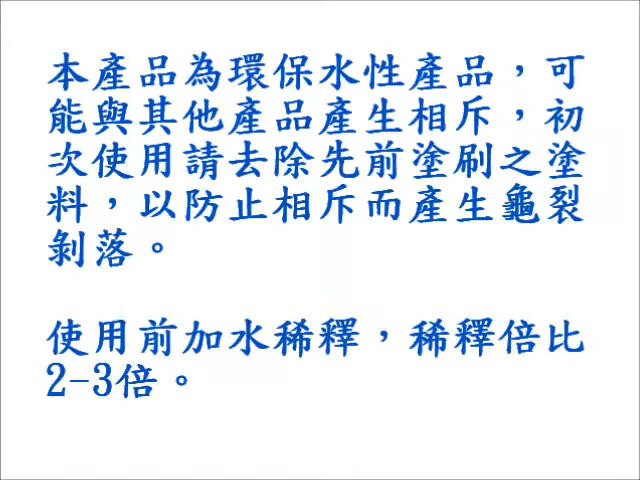 本產品為環保水性產品，可
能與其他產品產生相斥，初
次使用請去除先前塗刷之塗
料，以防止相斥而產生龜裂
剝落。
使用前加水稀釋，稀釋倍比
2-3倍。